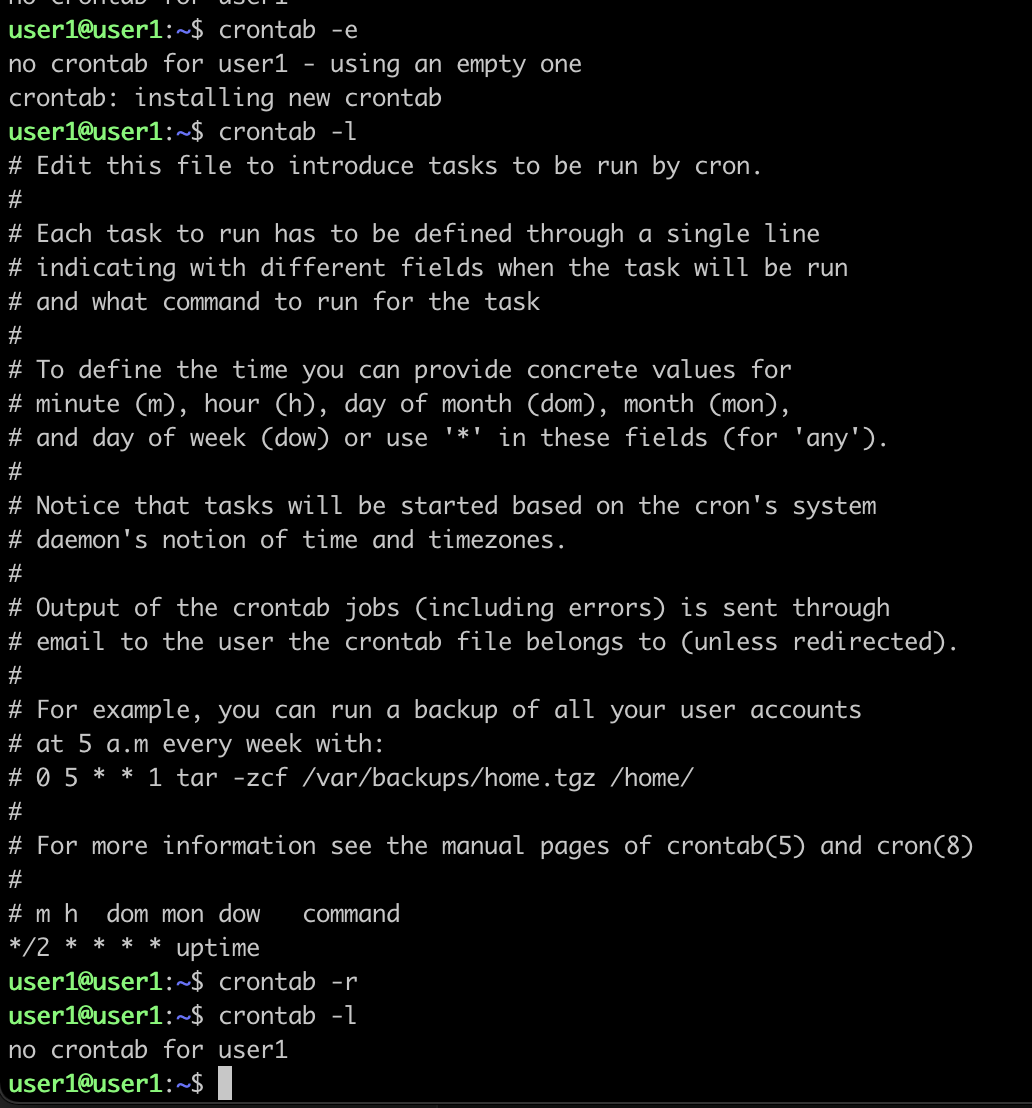 no crontab for user1
user1@user1:~$ crontab -e
no crontab for user1 - using an empty one
crontab: installing new crontab
user1@user1:~$ crontab -l
# Edit this file to introduce tasks to be run by cron.
#
# Each task to run has to be defined through a single line
# indicating with different fields when the task will be run
# and what command to run for the task
#
# To define the time you can provide concrete values for
# minute (m), hour (h), day of month (dom), month (mon),
# and day of week (dow) or use '*' in these fields (for 'any').
#
# Notice that tasks will be started based on the cron's system
# daemon's notion of time and timezones.
#
# Output of the crontab jobs (including errors) is sent through
# email to the user the crontab file belongs to (unless redirected).
#
# For example, you can run a backup of all your user accounts
# at 5 a.m every week with:
# 0 5 * * 1 tar -zcf /var/backups/home.tgz /home/
#
# For more information see the manual pages of crontab(5) and cron(8)
#
# m h  dom mon dow   command
*/2 * * * * uptime
user1@user1:~$ crontab -r
user1@user1:~$ crontab -l
no crontab for user1
user1@user1:~$